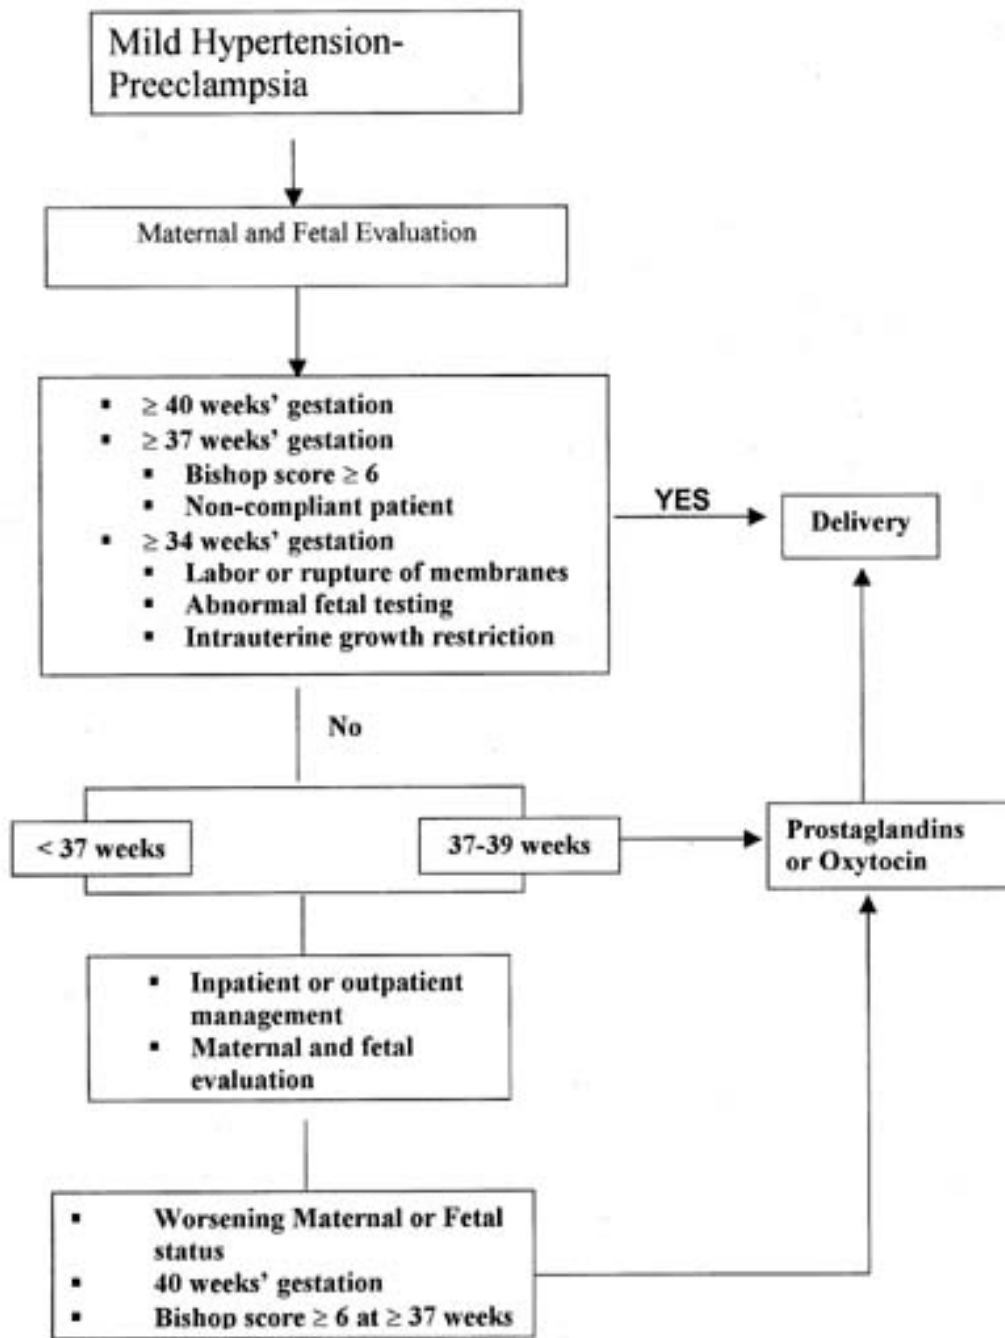 Mild Hypertension-
Preeclampsia
Maternal and Fetal Evaluation
▪ ≥ 40 weeks’ gestation
▪ ≥ 37 weeks’ gestation
▪ Bishop score ≥ 6
▪ Non-compliant patient
▪ ≥ 34 weeks’ gestation
▪ Labor or rupture of membranes
▪ Abnormal fetal testing
▪ Intrauterine growth restriction
YES
Delivery
No
< 37 weeks
37-39 weeks
Prostaglandins
or Oxytocin
▪ Inpatient or outpatient
management
▪ Maternal and fetal
evaluation
▪ Worsening Maternal or Fetal
status
▪ 40 weeks’ gestation
▪ Bishop score ≥ 6 at ≥ 37 weeks